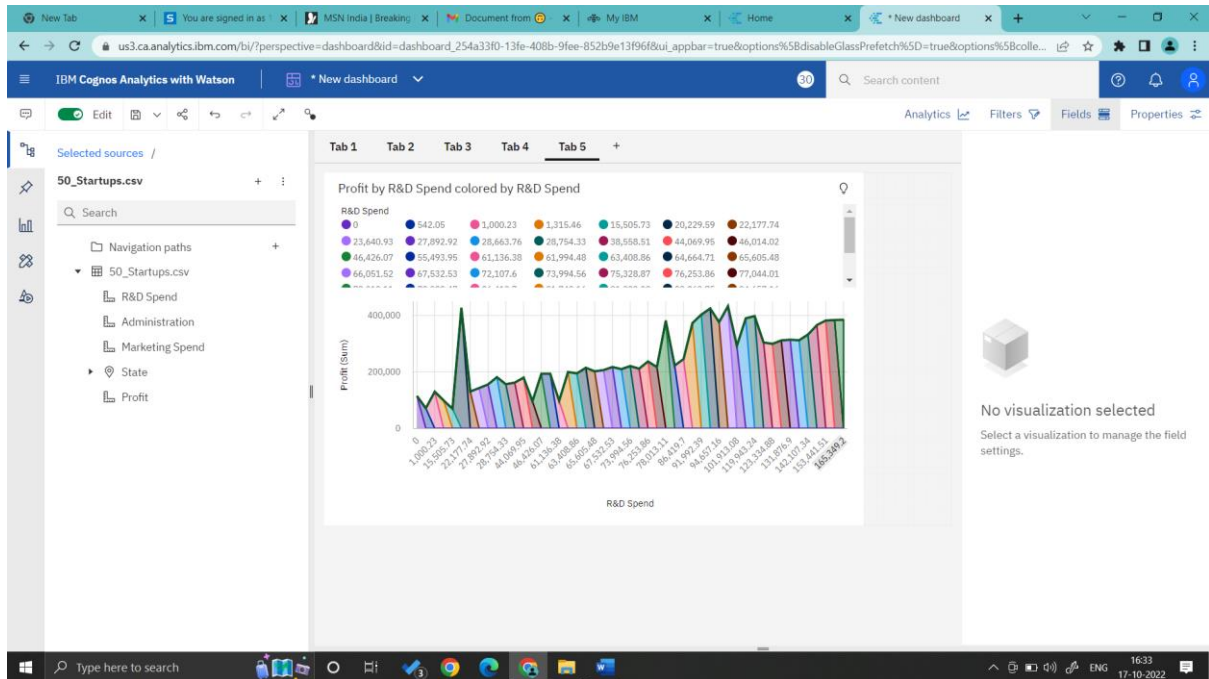 New Tab
You are signed in as
MSN India | Breaking
Document from
My IBM
Home
* New dashboard
us3.ca.analytics.ibm.com/bi/?perspective=dashboard&id=dashboard_254a33f0-13fe-408b-9fee-852b9e13f96f&ui_appbar=true&options%5BdisableGlassPrefetch%5D=true&options%5Bcolle...
IBM Cognos Analytics with Watson
* New dashboard
30
Search content
Edit
Analytics
Filters
Fields
Properties
Selected sources /
50_Startups.csv
Search
Navigation paths
50_Startups.csv
R&D Spend
Administration
Marketing Spend
State
Profit
Tab 1 Tab 2 Tab 3 Tab 4 Tab 5 +
Profit by R&D Spend colored by R&D Spend
R&D Spend
0 542.05 1,000.23 1,315.46 15,505.73 20,229.59 22,177.74
23,640.93 27,892.92 28,663.76 28,754.33 38,558.51 44,069.95 46,014.02
46,426.07 55,493.95 61,136.38 61,994.48 63,408.86 64,664.71 65,605.48
66,051.52 67,532.53 72,107.6 73,994.56 75,328.87 76,253.86 77,044.01
400,000
200,000
0
Profit (Sum)
0 1,000.23 15,505.73 22,177.74 27,892.92 28,754.33 44,069.95 46,426.07 61,136.38 63,408.86 65,605.48 67,532.53 73,994.56 76,253.86 78,013.11 86,419.7 91,992.39 94,657.16 101,913.08 119,943.24 123,334.88 131,876.9 142,107.34 153,441.51 165,349.2
R&D Spend
No visualization selected
Select a visualization to manage the field
settings.
Type here to search
3
ENG
16:33
17-10-2022